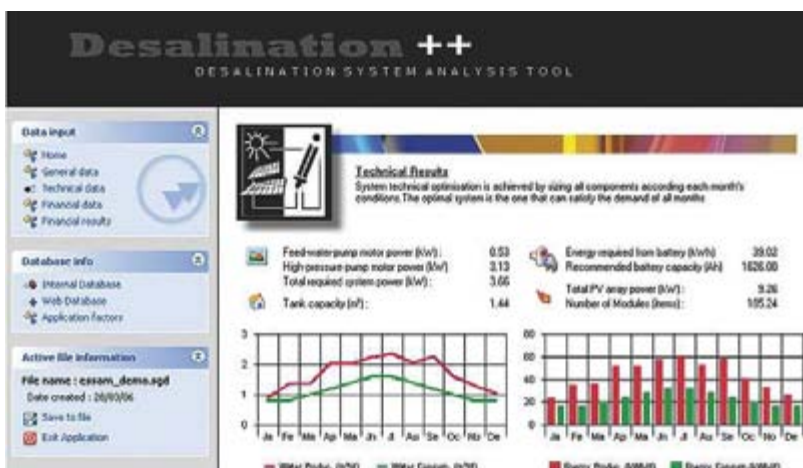 Desalination ++
DESALINATION SYSTEM ANALYSIS TOOL
Data input
Home
General data
Technical data
Financial data
Financial results
Database info
Internal Database
Web Database
Application factors
Active file information
File name : essam_demo.sgd
Date created : 28/03/06
Save to file
Exit Application
Technical Results
System technical optimisation is achieved by sizing all components according each month's
conditions. The optimal system is the one that can satisfy the demand of all months
Feed-water-pump motor power (kW) : 0.53
High-pressure-pump motor power (kW) 3.13
Total required system power (kW) : 3.66
Tank capacity (m³) : 1.44
Energy required from battery (kWh) 39.02
Recommended battery capacity (Ah) 1626.00
Total PV array power (kW) : 9.26
Number of Modules (items) : 105.24
3
2
1
0
Ja Fe Ma Ap Ma Jn Jl Au Se Oc No De
80
60
40
20
0
Ja Fe Ma Ap Ma Jn Jl Au Se Oc No De